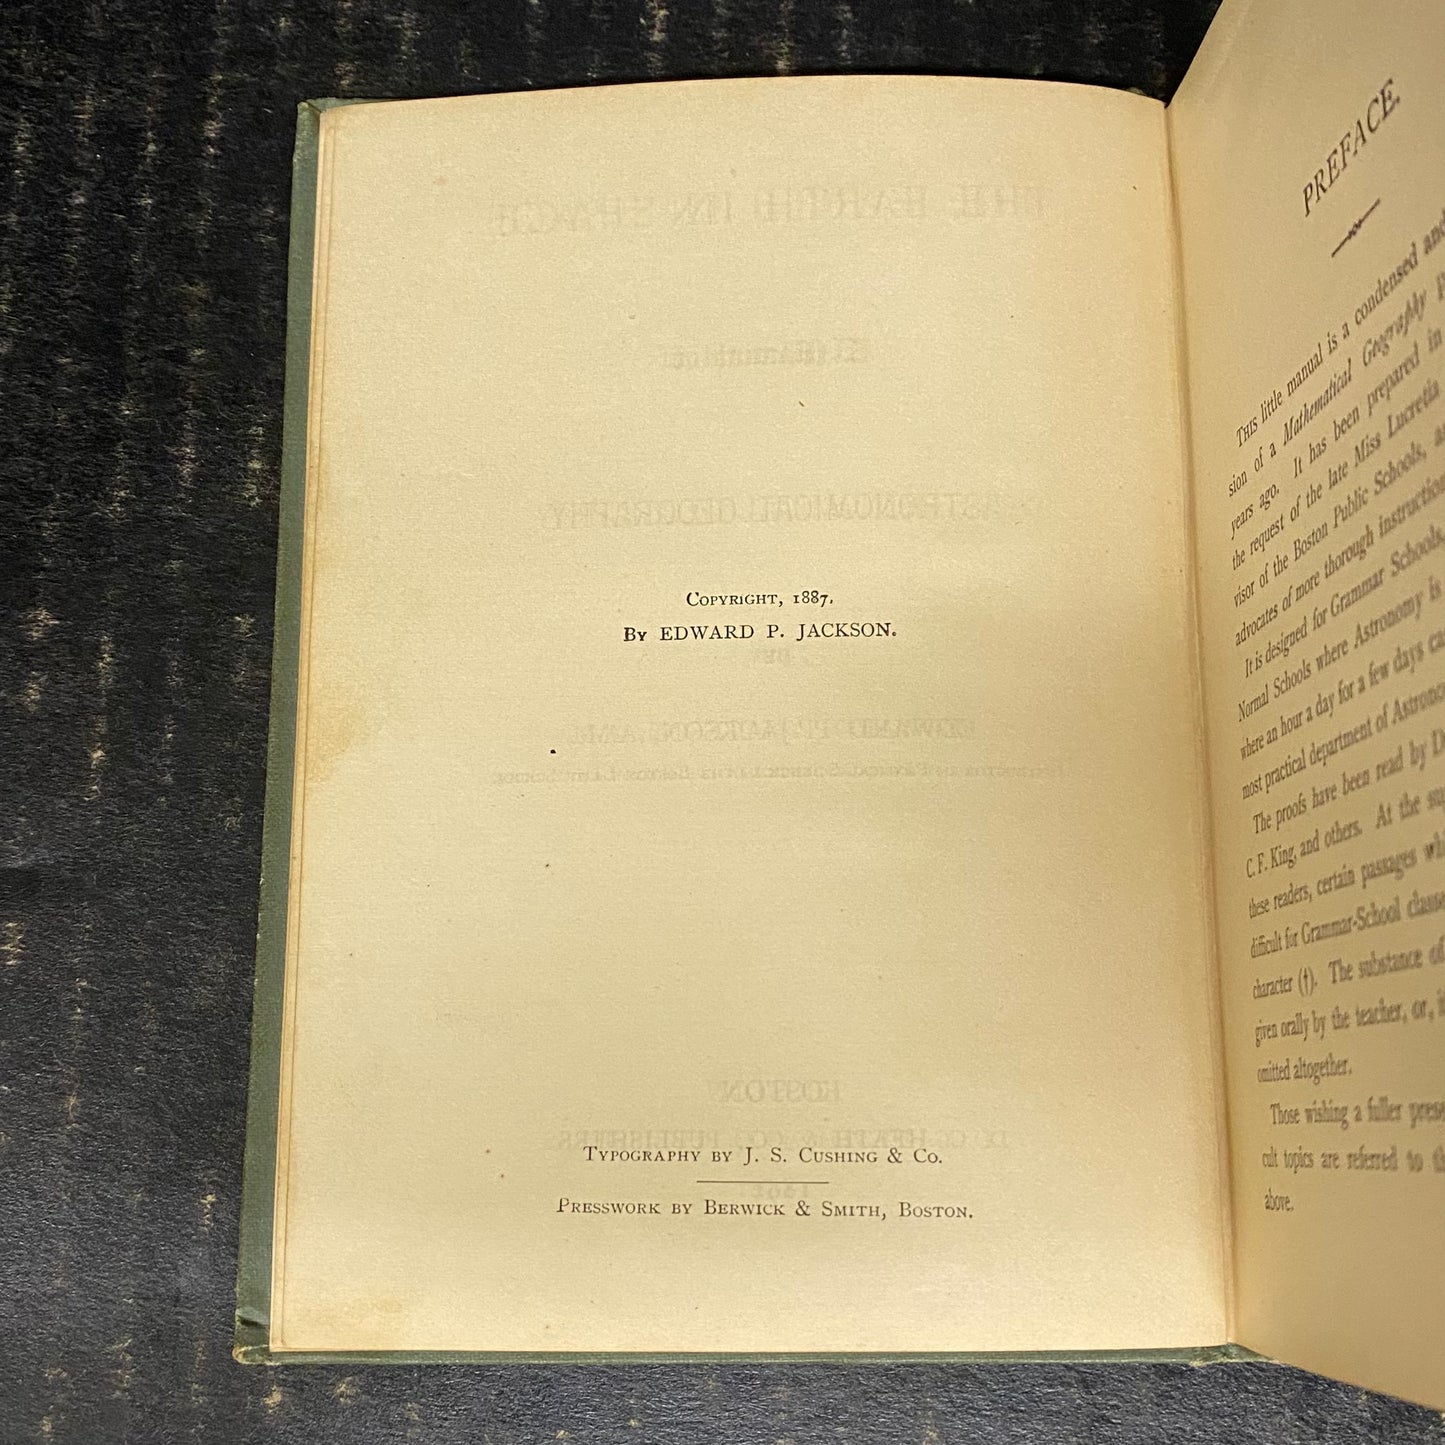 COPYRIGHT, 1887,
BY EDWARD P. JACKSON.
TYPOGRAPHY BY J. S. CUSHING & CO.
PRESSWORK BY BERWICK & SMITH, BOSTON.
PREFACE
THIS little manual is a condensed and
sion of a Mathematical Geography
years ago. It has been prepared in
the request of the late Miss Lucretia
visor of the Boston Public Schools,
advocates of more thorough instruction
It is designed for Grammar Schools,
Normal Schools where Astronomy is
where an hour a day for a few days
most practical department of
The proofs have been read by
C. F. King, and others. At the
these readers, certain passages
difficult for Grammar-School
character (†). The substance of
given orally by the teacher, or,
omitted altogether.
Those wishing a fuller
cult topics are referred to
above.